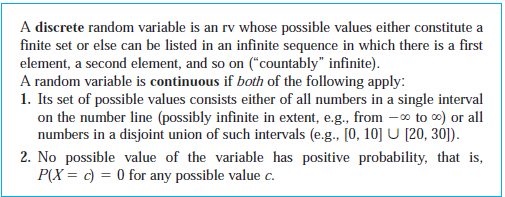 A discrete random variable is an rv whose possible values either constitute a
finite set or else can be listed in an infinite sequence in which there is a first
element, a second element, and so on (“countably” infinite).
A random variable is continuous if both of the following apply:
1. Its set of possible values consists either of all numbers in a single interval
on the number line (possibly infinite in extent, e.g., from −∞ to ∞) or all
numbers in a disjoint union of such intervals (e.g., [0, 10] ∪ [20, 30]).
2. No possible value of the variable has positive probability, that is,
P(X = c) = 0 for any possible value c.